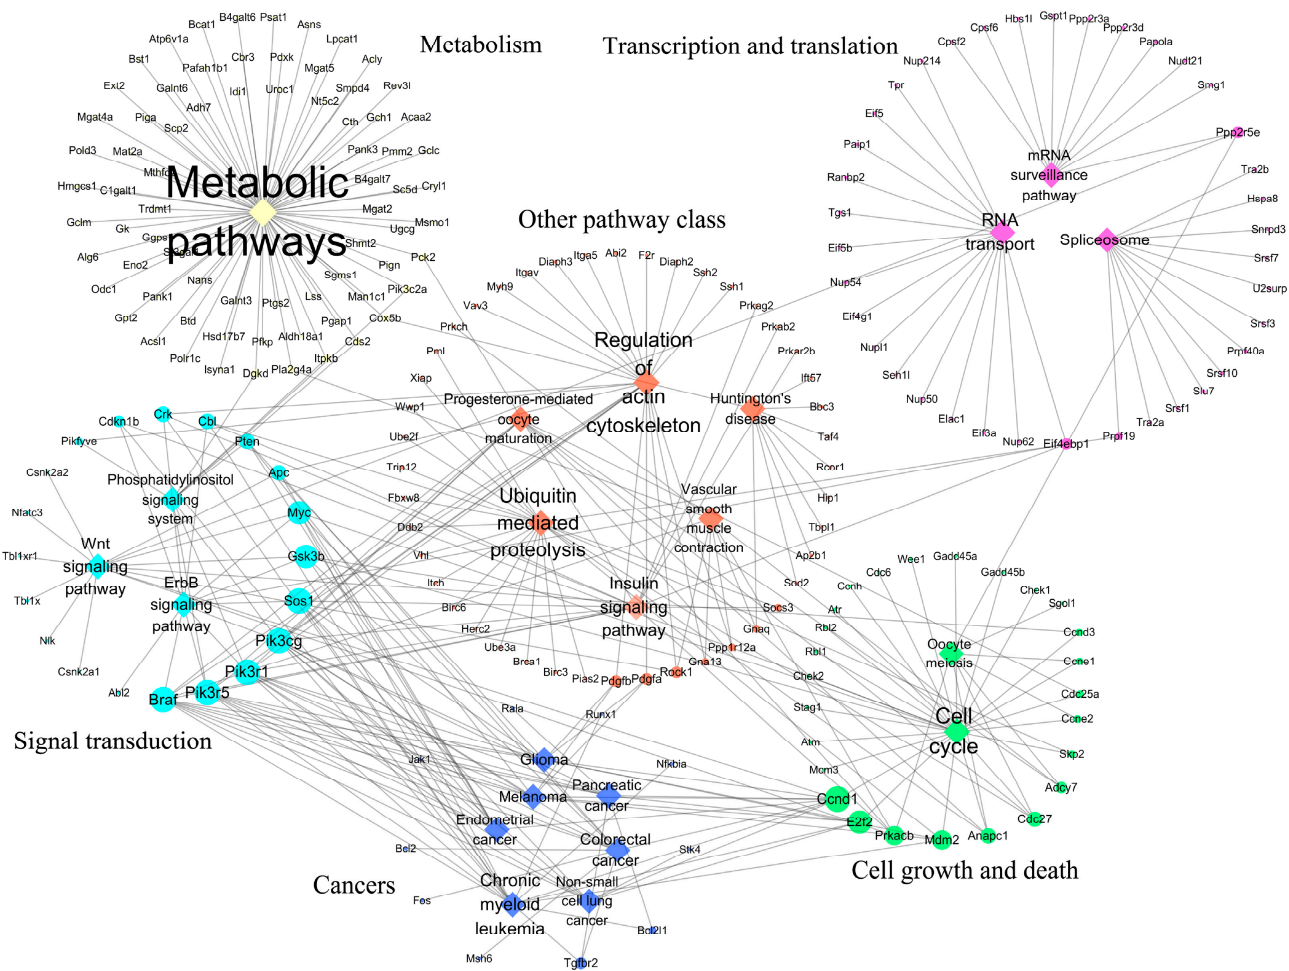 Metabolism
Transcription and translation
B4galt6
Psat1
Bcat1
Asns
Atp6v1a
Lpcat1
Cbr3
Pdxk
Bst1
Pafah1b1
Mgat5
Acly
Ext2
Galnt6
Idi1
Uroc1
Smpd4
Rev3l
Adh7
Nt5c2
Mgat4a
Piga
Scp2
Cth
Gch1
Acaa2
Pold3
Mat2a
Pank3
Pmm2
Gclc
Mthfd2
Metabolic
pathways
B4galt7
Hmgcs1
C1galt1
Sc5d
Cryl1
Trdmt1
Mgat2
Gclm
Gk
Ugcg
Msmo1
Shmt2
Alg6
Eno2
Pign
Pck2
Nans
Sgms1
Odc1
Pank1
Galnt3
Ptgs2
Lss
Man1c1
Pik3c2a
Gpt2
Btd
Pgap1
Cox5b
Acsl1
Hsd17b7
Pfkp
Aldh18a1
Cds2
Polr1c
Itpkb
Isyna1
Dgkd
Pla2g4a
Gspt1
Hbs1l
Ppp2r3a
Cpsf6
Ppp2r3d
Cpsf2
Papola
Nup214
Nudt21
Tpr
Smg1
Eif5
Ppp2r5e
Paip1
mRNA
surveillance
pathway
Tra2b
Ranbp2
Hspa8
Tgs1
RNA
transport
Spliceosome
Snrpd3
Eif5b
Srsf7
Nup54
U2surp
Eif4g1
Srsf3
Nupl1
Prpf40a
Seh1l
Srsf10
Nup50
Slu7
Elac1
Srsf1
Eif3a
Tra2a
Nup62
Eif4ebp1
Prpf19
Other pathway class
Abi2
F2r
Itga5
Diaph3
Diaph2
Itgav
Ssh2
Myh9
Ssh1
Vav3
Prkag2
Prkch
Prkab2
Pml
Prkar2b
Xiap
Ift57
Wwp1
Bbc3
Ube2f
Taf4
Trip12
Rcor1
Fbxw8
Hip1
Ddb2
Tbpl1
Vhl
Ap2b1
Itch
Sod2
Birc6
Socs3
Herc2
Gnaq
Ube3a
Ppp1r12a
Brca1
Gna13
Birc3
Rock1
Pias2
Pdgfb
Pdgfa
Regulation
of
actin
cytoskeleton
Progesterone-mediated
oocyte
maturation
Huntington's
disease
Ubiquitin
mediated
proteolysis
Vascular
smooth
muscle
contraction
Insulin
signaling
pathway
Cdkn1b
Crk
Cbl
Pikfyve
Pten
Csnk2a2
Apc
Phosphatidylinositol
signaling
system
Nfatc3
Myc
Wnt
signaling
pathway
Tbl1xr1
Gsk3b
ErbB
signaling
pathway
Tbl1x
Sos1
Nlk
Pik3cg
Csnk2a1
Pik3r1
Abl2
Braf
Pik3r5
Signal transduction
Rala
Runx1
Jak1
Nfkbia
Glioma
Melanoma
Pancreatic
cancer
Endometrial
cancer
Colorectal
cancer
Bcl2
Stk4
Chronic
myeloid
leukemia
Non-small
cell lung
cancer
Cancers
Fos
Bcl2l1
Msh6
Tgfbr2
Gadd45a
Wee1
Gadd45b
Cdc6
Chek1
Ccnh
Sgol1
Atr
Rbl2
Ccnd3
Rbl1
Oocyte
meiosis
Ccne1
Chek2
Cdc25a
Stag1
Cell
cycle
Ccne2
Atm
Skp2
Mcm3
Adcy7
Ccnd1
Cdc27
E2f2
Prkacb
Mdm2
Anapc1
Cell growth and death